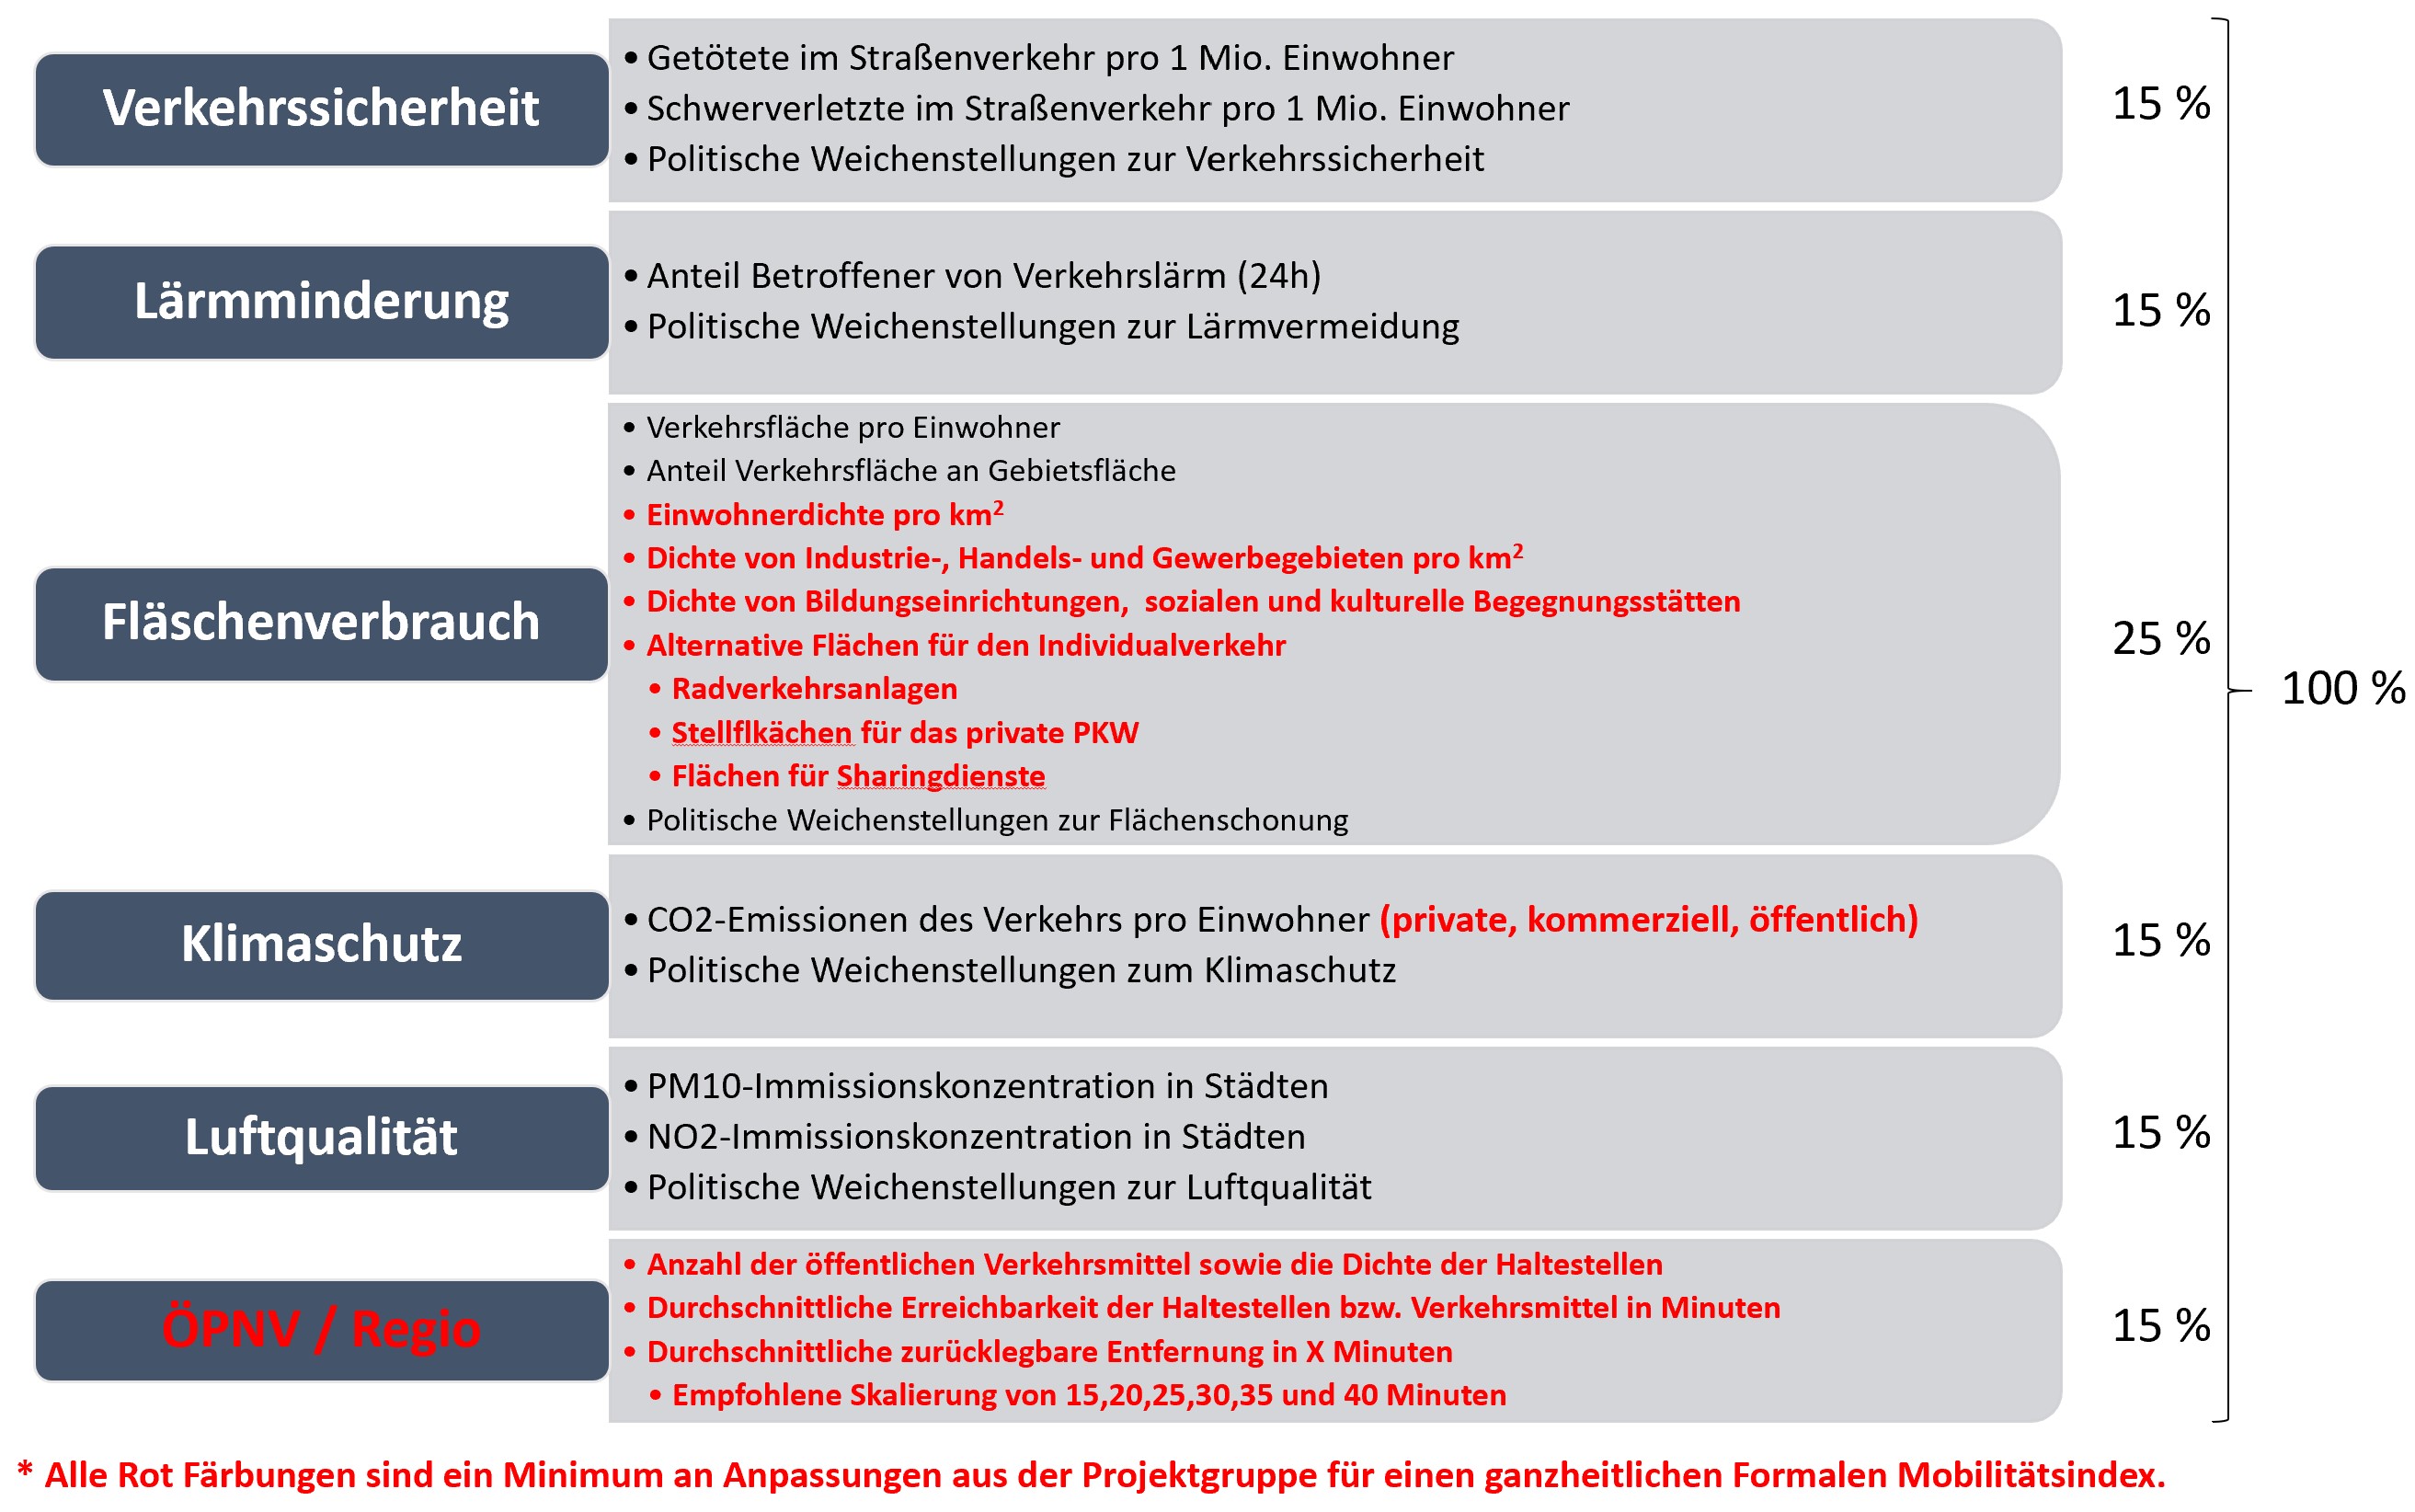 Verkehrssicherheit
• Getötete im Straßenverkehr pro 1 Mio. Einwohner
• Schwerverletzte im Straßenverkehr pro 1 Mio. Einwohner
• Politische Weichenstellungen zur Verkehrssicherheit
15 %
Lärmminderung
• Anteil Betroffener von Verkehrslärm (24h)
• Politische Weichenstellungen zur Lärmvermeidung
15 %
Fläschenverbrauch
• Verkehrsfläche pro Einwohner
• Anteil Verkehrsfläche an Gebietsfläche
• Einwohnerdichte pro km²
• Dichte von Industrie-, Handels- und Gewerbegebieten pro km²
• Dichte von Bildungseinrichtungen, sozialen und kulturelle Begegnungsstätten
• Alternative Flächen für den Individualverkehr
• Radverkehrsanlagen
• Stellflkächen für das private PKW
• Flächen für Sharingdienste
• Politische Weichenstellungen zur Flächenschonung
25 %
Klimaschutz
• CO2-Emissionen des Verkehrs pro Einwohner (private, kommerziell, öffentlich)
• Politische Weichenstellungen zum Klimaschutz
15 %
Luftqualität
• PM10-Immissionskonzentration in Städten
• NO2-Immissionskonzentration in Städten
• Politische Weichenstellungen zur Luftqualität
15 %
ÖPNV / Regio
• Anzahl der öffentlichen Verkehrsmittel sowie die Dichte der Haltestellen
• Durchschnittliche Erreichbarkeit der Haltestellen bzw. Verkehrsmittel in Minuten
• Durchschnittliche zurücklegbare Entfernung in X Minuten
• Empfohlene Skalierung von 15,20,25,30,35 und 40 Minuten
15 %
100 %
* Alle Rot Färbungen sind ein Minimum an Anpassungen aus der Projektgruppe für einen ganzheitlichen Formalen Mobilitätsindex.